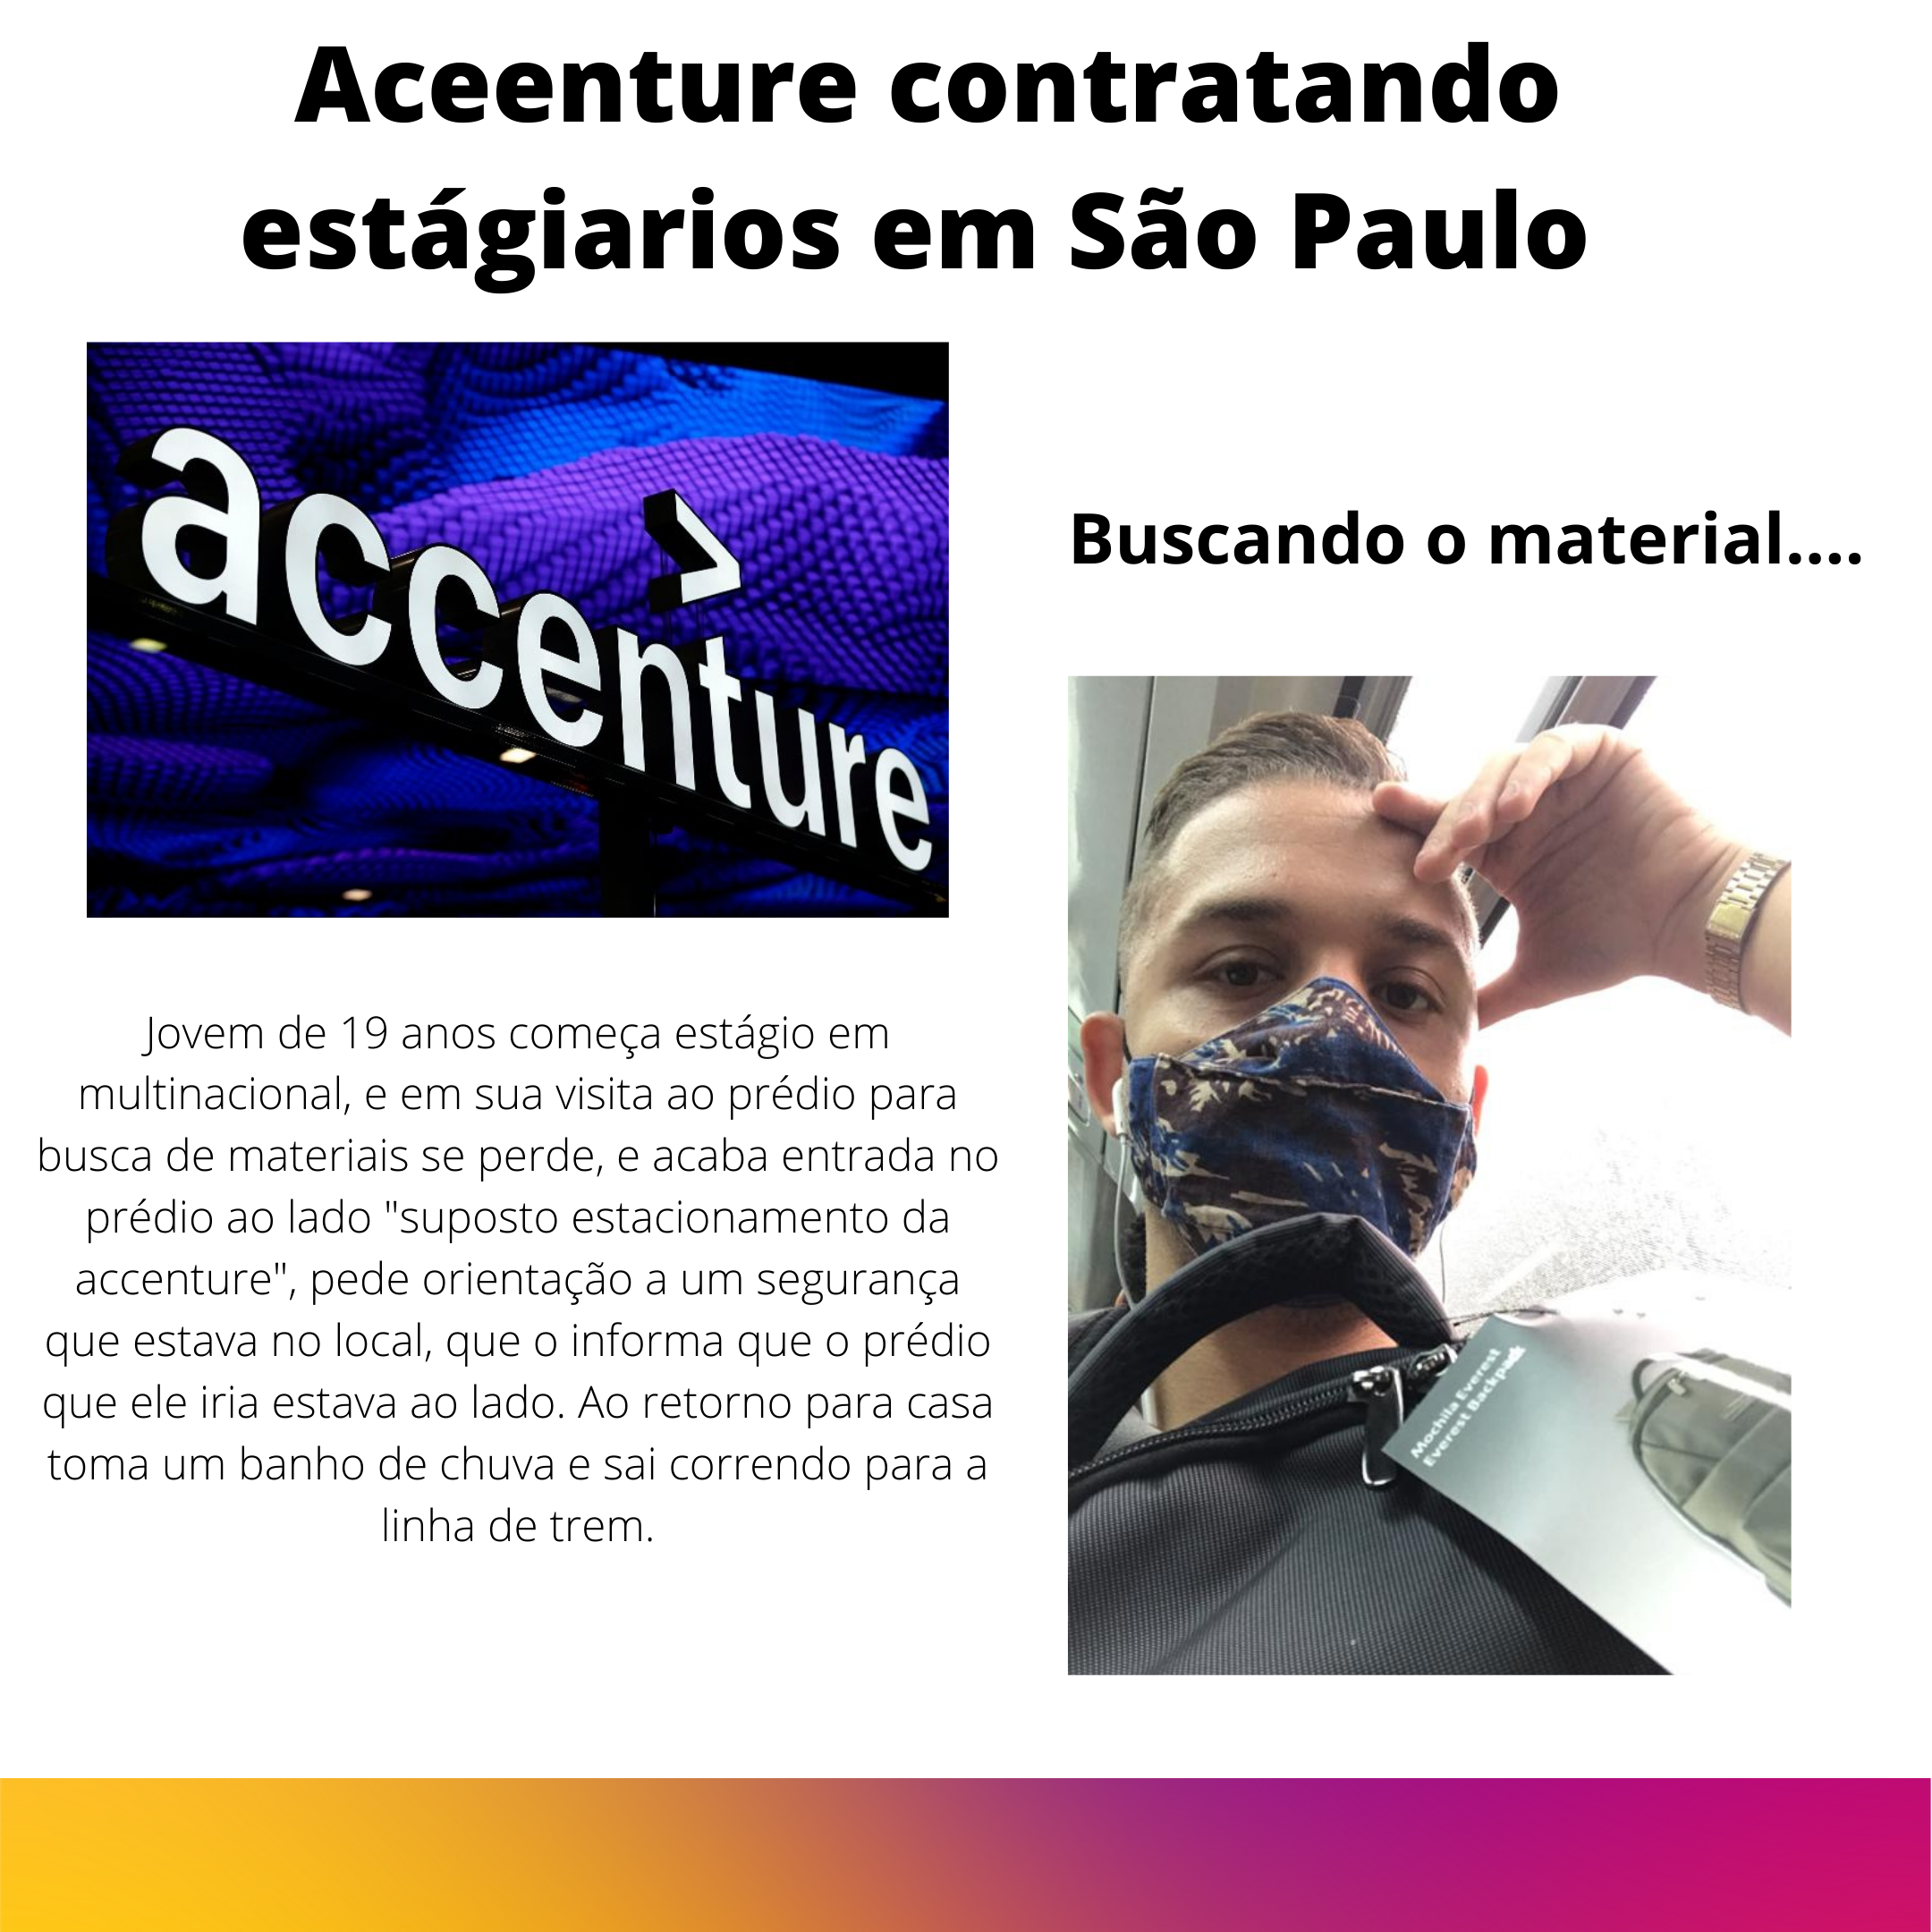 Aceenture contratando
estágiarios em São Paulo
accenture
>
Buscando o material....
Jovem de 19 anos começa estágio em
multinacional, e em sua visita ao prédio para
busca de materiais se perde, e acaba entrada no
prédio ao lado "suposto estacionamento da
accenture", pede orientação a um segurança
que estava no local, que o informa que o prédio
que ele iria estava ao lado. Ao retorno para casa
toma um banho de chuva e sai correndo para a
linha de trem.
Mochila Everest
Everest Backpack